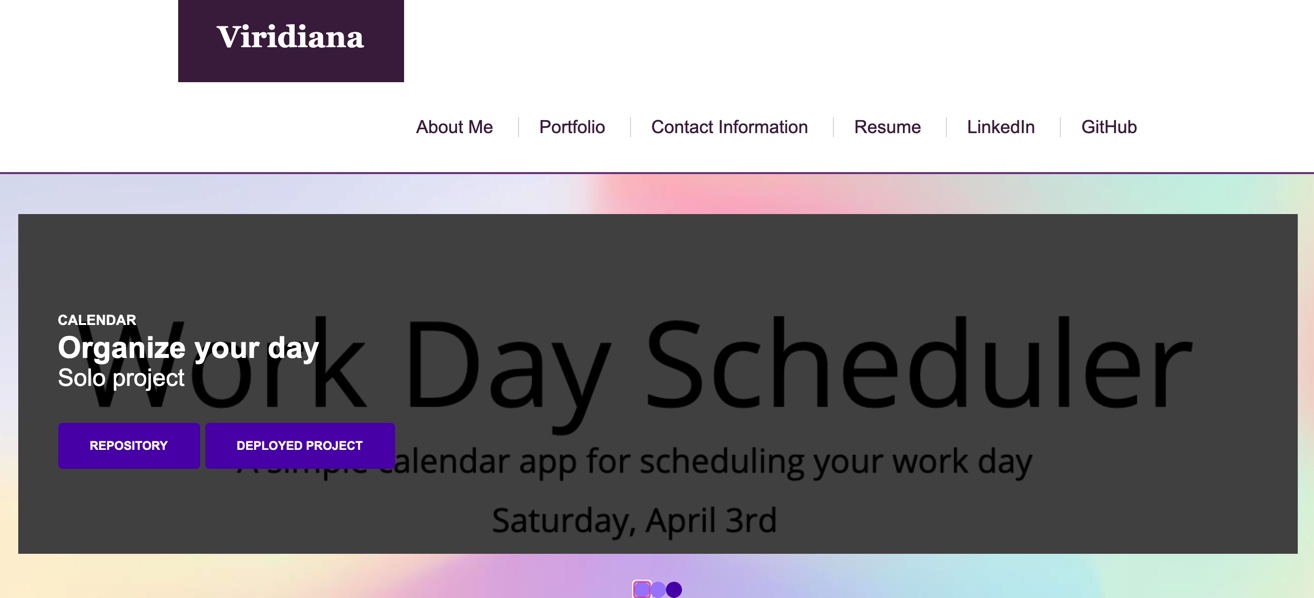 Viridiana
About Me Portfolio Contact Information Resume LinkedIn GitHub
CALENDAR
Organize your day
Solo project
Work Day Scheduler
REPOSITORY DEPLOYED PROJECT
A simple calendar app for scheduling your work day
Saturday, April 3rd